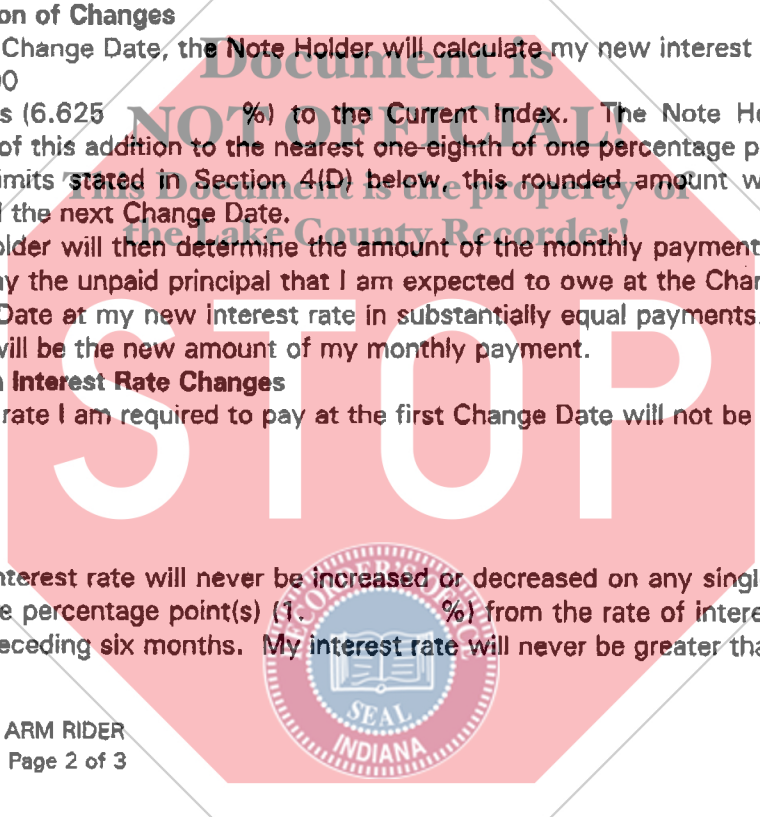 on of Changes
Change Date, the Note Holder will calculate my new interest
00
s (6.625 %) to the Current Index. The Note Ho
of this addition to the nearest one-eighth of one percentage p
imits stated in Section 4(D) below, this rounded amount w
the next Change Date.
older will then determine the amount of the monthly payment
ay the unpaid principal that I am expected to owe at the Chan
Date at my new interest rate in substantially equal payments.
will be the new amount of my monthly payment.
Interest Rate Changes
rate I am required to pay at the first Change Date will not be
nterest rate will never be increased or decreased on any singl
e percentage point(s) (1. %) from the rate of intere
eceding six months. My interest rate will never be greater tha
ARM RIDER
Page 2 of 3
Document is
NOT OFFICIAL!
This Document is the property of
the Lake County Recorder!
STOP
SEAL
INDIANA